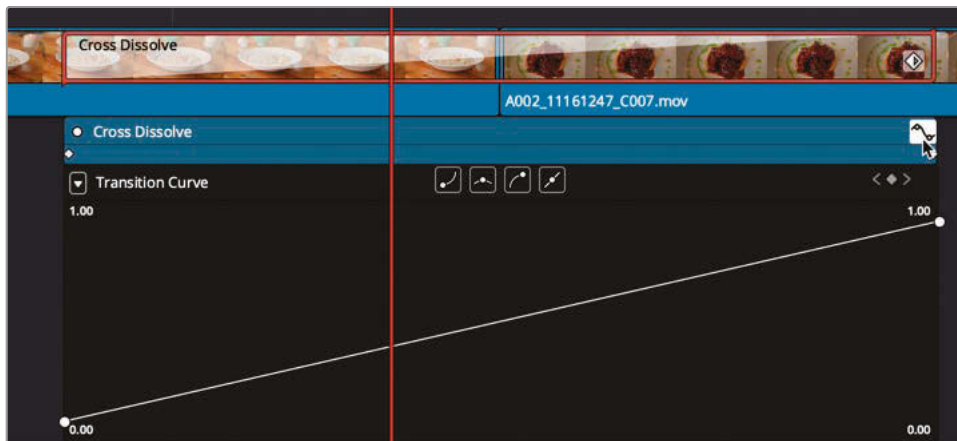 Cross Dissolve
A002_11161247_C007.mov
Cross Dissolve
Transition Curve
1.00 1.00
0.00 0.00